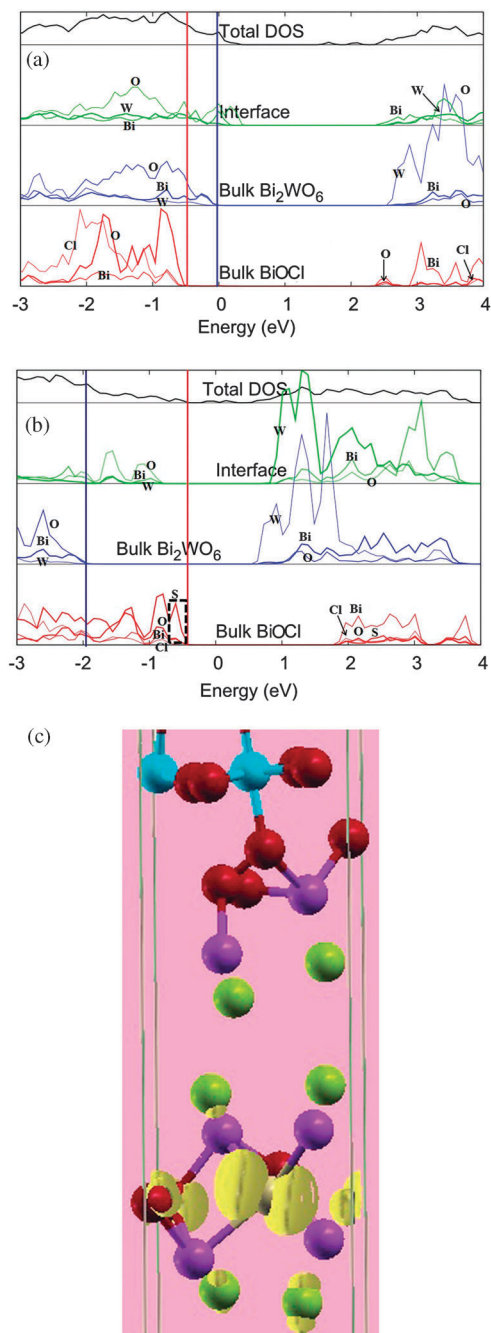 (a)
Total DOS
O
W
Bi
Interface
Bi
W
O
O
Bi
W
Bulk Bi₂WO₆
W
Bi
O
Cl
O
Bi
Bulk BiOCl
O
Bi
Cl
-3 -2 -1 0 1 2 3 4
Energy (eV)
(b)
Total DOS
O
Bi
W
Interface
W
Bi
O
O
Bi
W
Bulk Bi₂WO₆
W
Bi
O
S
O
Bi
Cl
Bulk BiOCl
Cl Bi
O S
-3 -2 -1 0 1 2 3 4
Energy (eV)
(c)